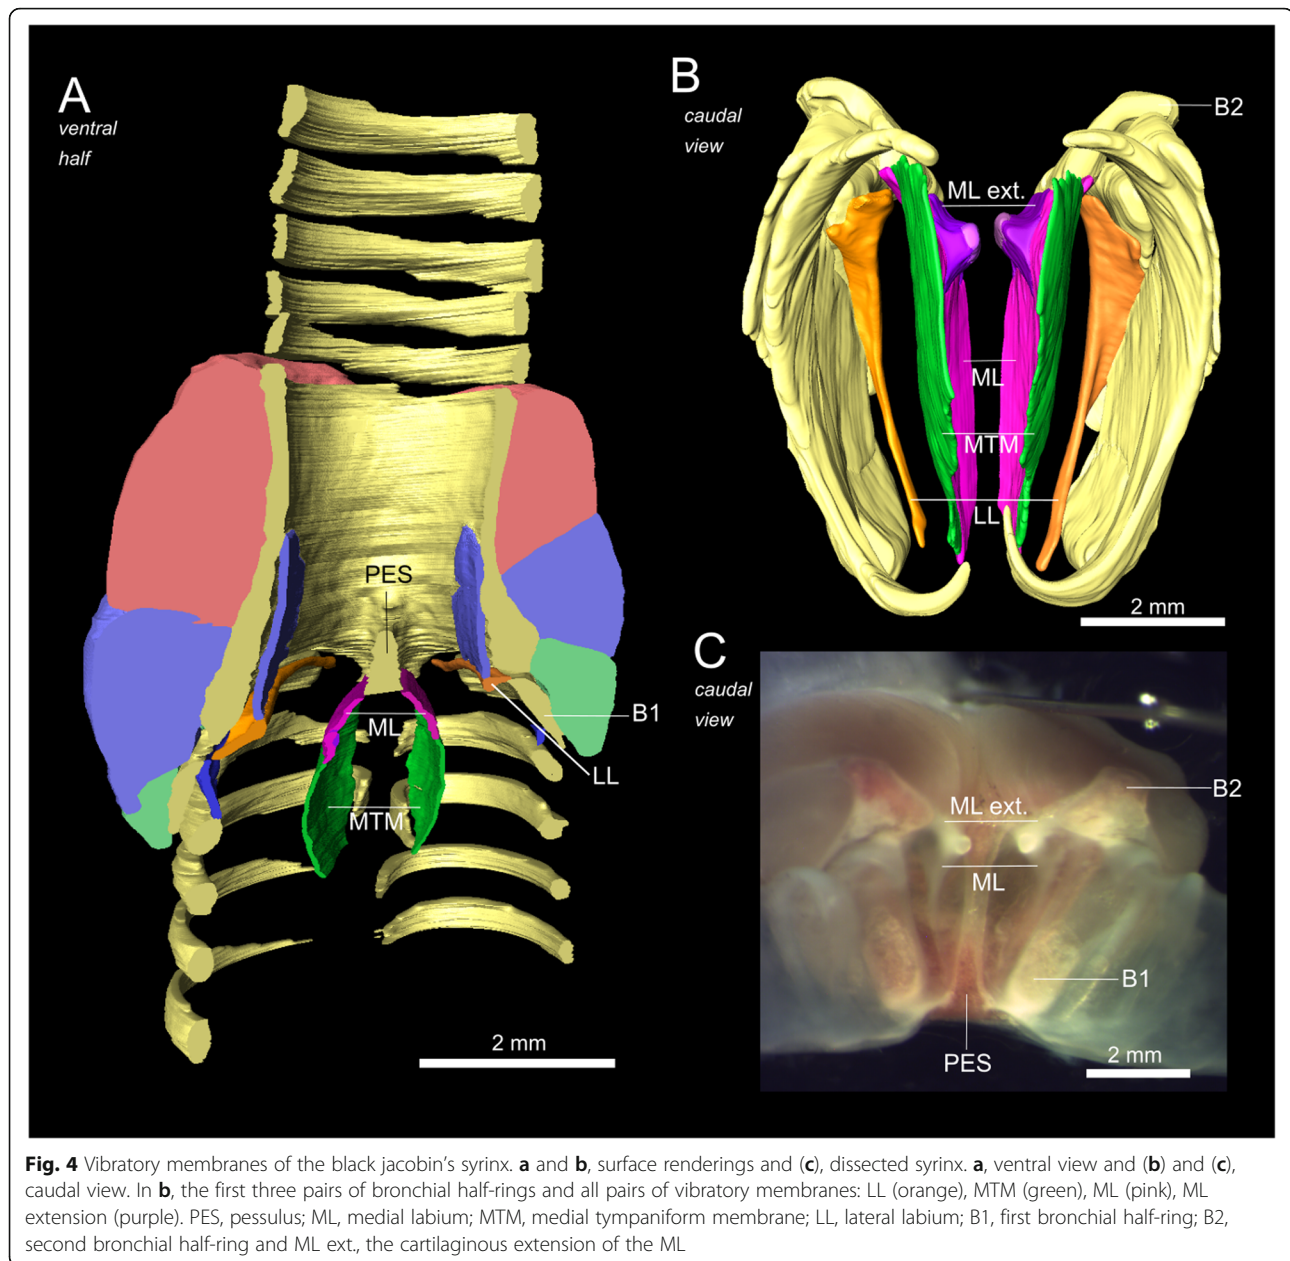 A
ventral
half
PES
ML
MTM
B1
LL
2 mm
B
caudal
view
B2
ML ext.
ML
MTM
LL
2 mm
C
caudal
view
B2
ML ext.
ML
B1
PES
2 mm
Fig. 4 Vibratory membranes of the black jacobin’s syrinx. a and b, surface renderings and (c), dissected syrinx. a, ventral view and (b) and (c),
caudal view. In b, the first three pairs of bronchial half-rings and all pairs of vibratory membranes: LL (orange), MTM (green), ML (pink), ML
extension (purple). PES, pessulus; ML, medial labium; MTM, medial tympaniform membrane; LL, lateral labium; B1, first bronchial half-ring; B2,
second bronchial half-ring and ML ext., the cartilaginous extension of the ML